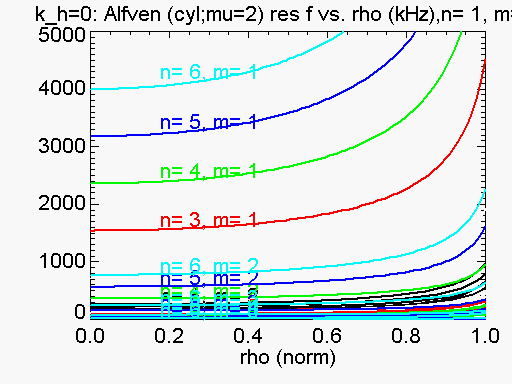 k_h=0: Alfven (cyl;mu=2) res f vs. rho (kHz),n= 1, m=
5000
4000
3000
2000
1000
0
n= 6, m= 1
n= 5, m= 1
n= 4, m= 1
n= 3, m= 1
n= 6, m= 2
n= 5, m= 2
0.0 0.2 0.4 0.6 0.8 1.0
rho (norm)